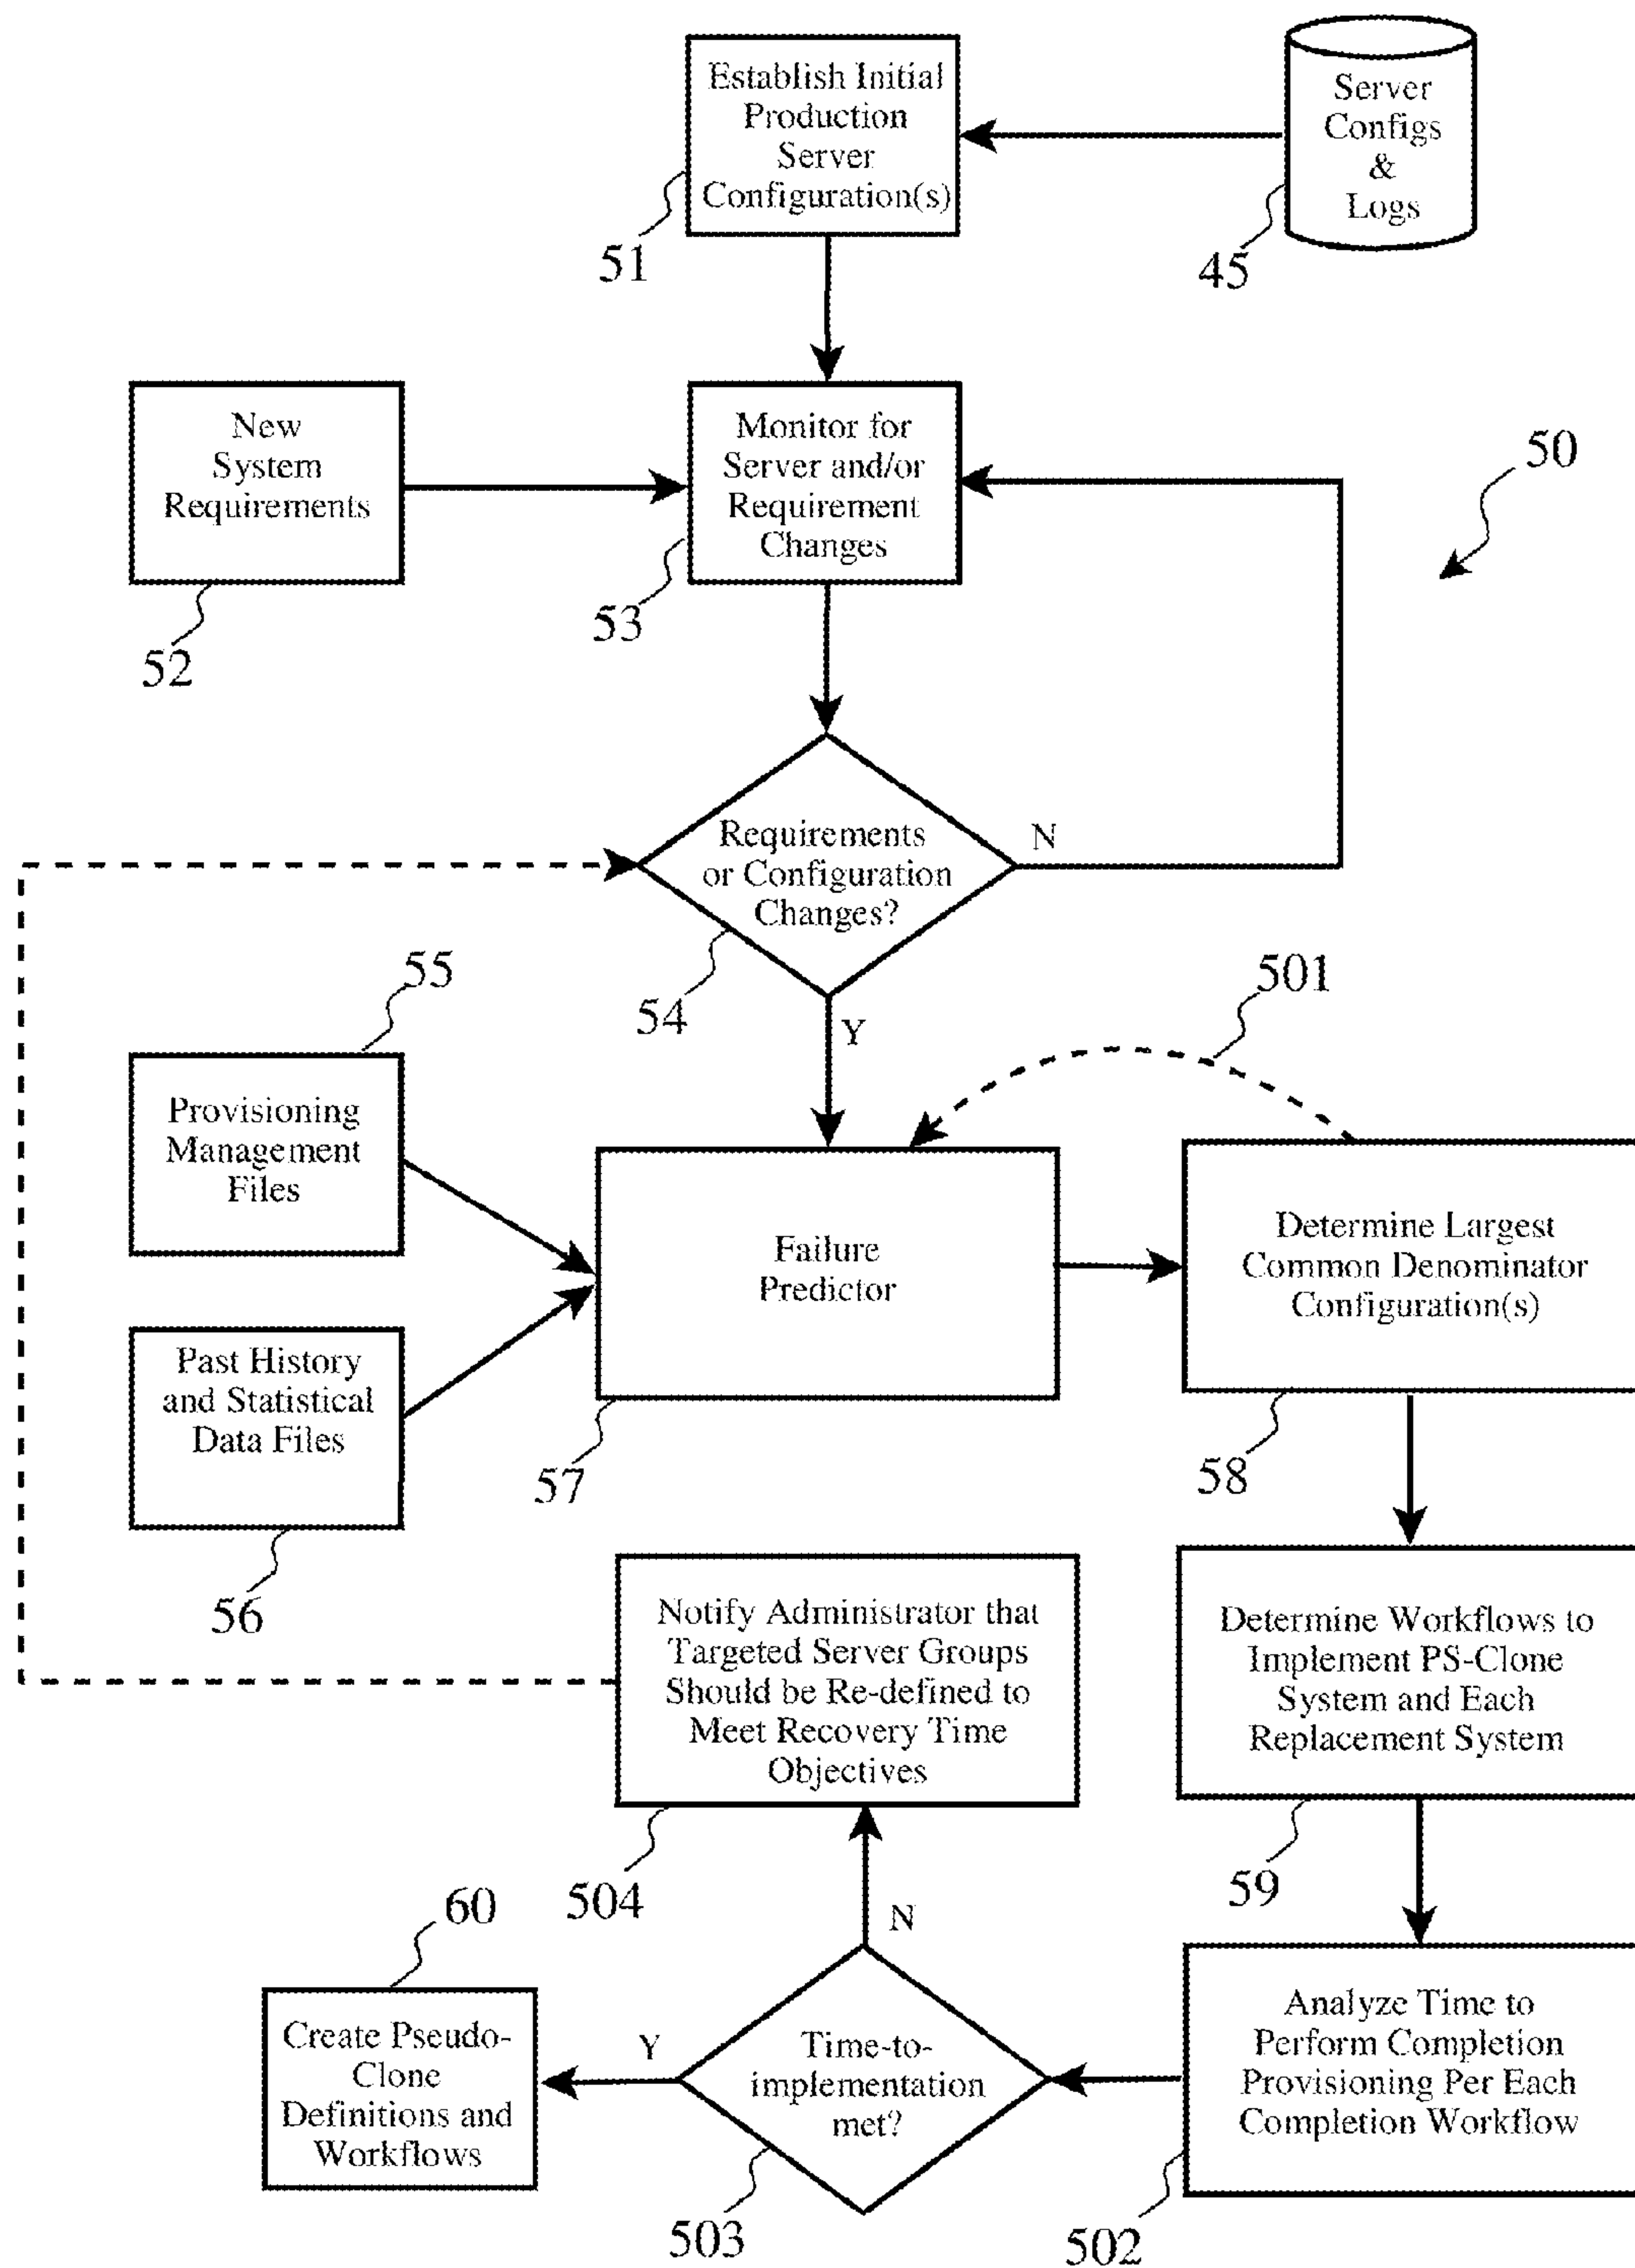 Establish Initial
Production
Server
Configuration(s)
51
Server
Configs
&
Logs
45
New
System
Requirements
52
Monitor for
Server and/or
Requirement
Changes
53
50
Requirements
or Configuration
Changes?
N
54
Y
55
Provisioning
Management
Files
501
Failure
Predictor
57
Determine Largest
Common Denominator
Configuration(s)
58
Past History
and Statistical
Data Files
56
Notify Administrator that
Targeted Server Groups
Should be Re-defined to
Meet Recovery Time
Objectives
504
Determine Workflows to
Implement PS-Clone
System and Each
Replacement System
59
60
Create Pseudo-
Clone
Definitions and
Workflows
Y
N
Time-to-
implementation
met?
503
Analyze Time to
Perform Completion
Provisioning Per Each
Completion Workflow
502